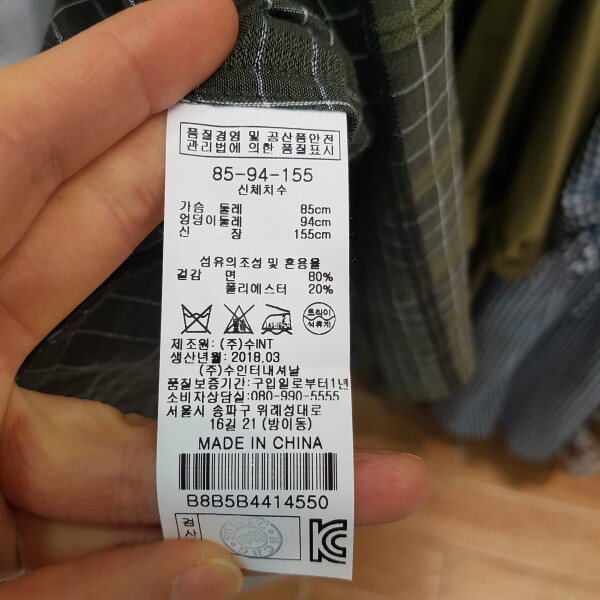 품질경영 및 공산품안전
관리법에 의한 품질표시
85-94-155
신체치수
가슴 둘레 85cm
엉덩이둘레 94cm
신 장 155cm
섬유의조성 및 혼용율
겉감 면 80%
폴리에스터 20%
드라이
석유계
제조원: (주)수INT
생산년월: 2018.03
(주)수인터내셔날
품질보증기간: 구입일로부터1년
소비자상담실:080-990-5555
서울시 송파구 위례성대로
16길 21 (방이동)
MADE IN CHINA
B8B5B4414550
검
사